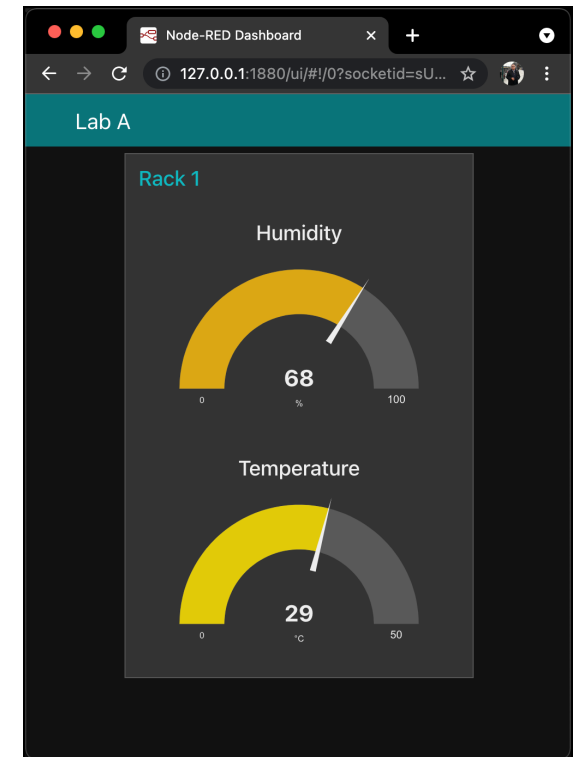 Node-RED Dashboard
127.0.0.1:1880/ui/#!/0?socketid=sU...
Lab A
Rack 1
Humidity
68
%
0
100
Temperature
29
°C
0
50